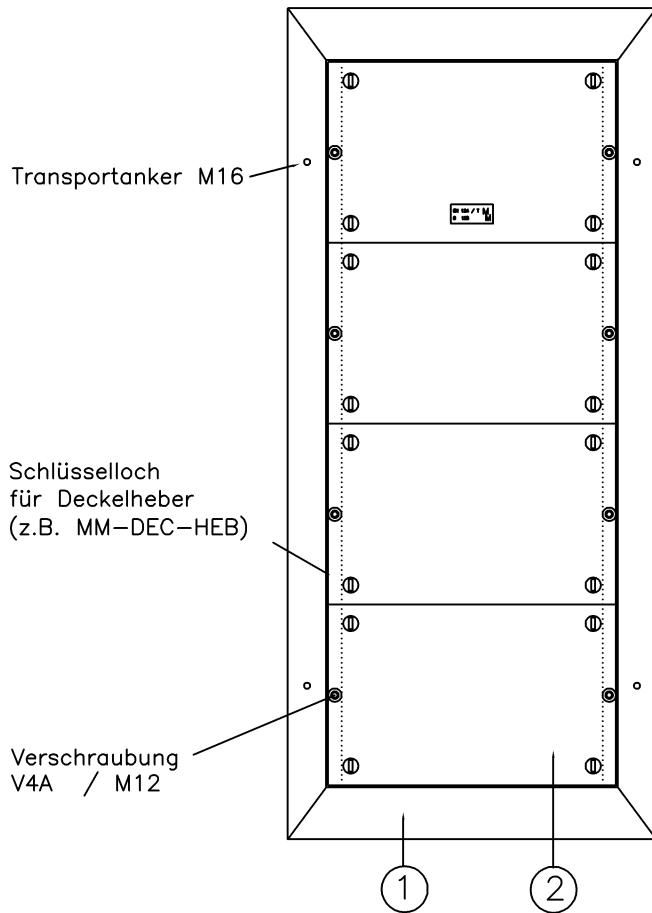 Transportanker M16
M
M
Schlüsselloch
für Deckelheber
(z.B. MM-DEC-HEB)
Verschraubung
V4A / M12
1
2